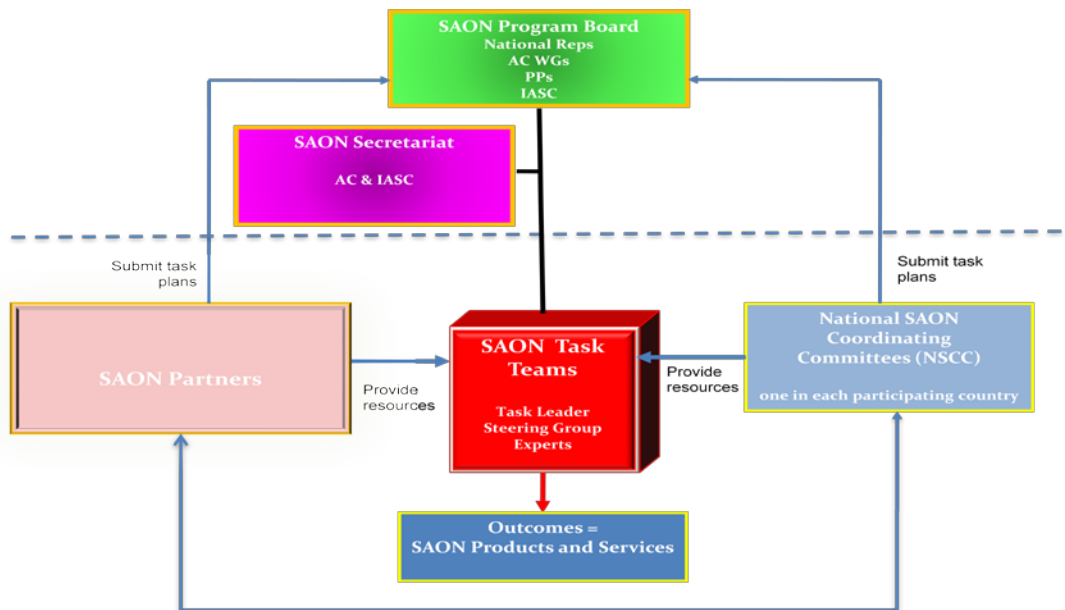 SAON Program Board
National Reps
AC WGs
PPs
IASC
SAON Secretariat
AC & IASC
Submit task
plans
Submit task
plans
SAON Partners
Provide
resources
SAON Task
Teams
Task Leader
Steering Group
Experts
Provide
resources
National SAON
Coordinating
Committees (NSCC)
one in each participating country
Outcomes =
SAON Products and Services